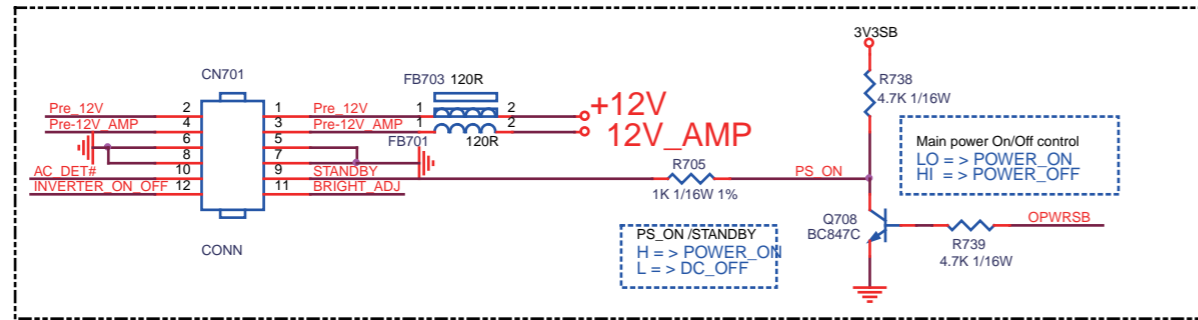 3V3SB
CN701
FB703 120R
R738
4.7K 1/16W
Pre_12V 2 1 Pre_12V 1 2 +12V
Pre-12V_AMP 4 3 Pre-12V_AMP 1 2 12V_AMP
6 5 FB701 120R
8 7
AC_DET# 10 9 STANDBY
INVERTER_ON_OFF 12 11 BRIGHT_ADJ
CONN
R705
1K 1/16W 1%
PS_ON
Main power On/Off control
LO = > POWER_ON
HI = > POWER_OFF
Q708
BC847C
OPWRSB
R739
4.7K 1/16W
PS_ON /STANDBY
H = > POWER_ON
L = > DC_OFF